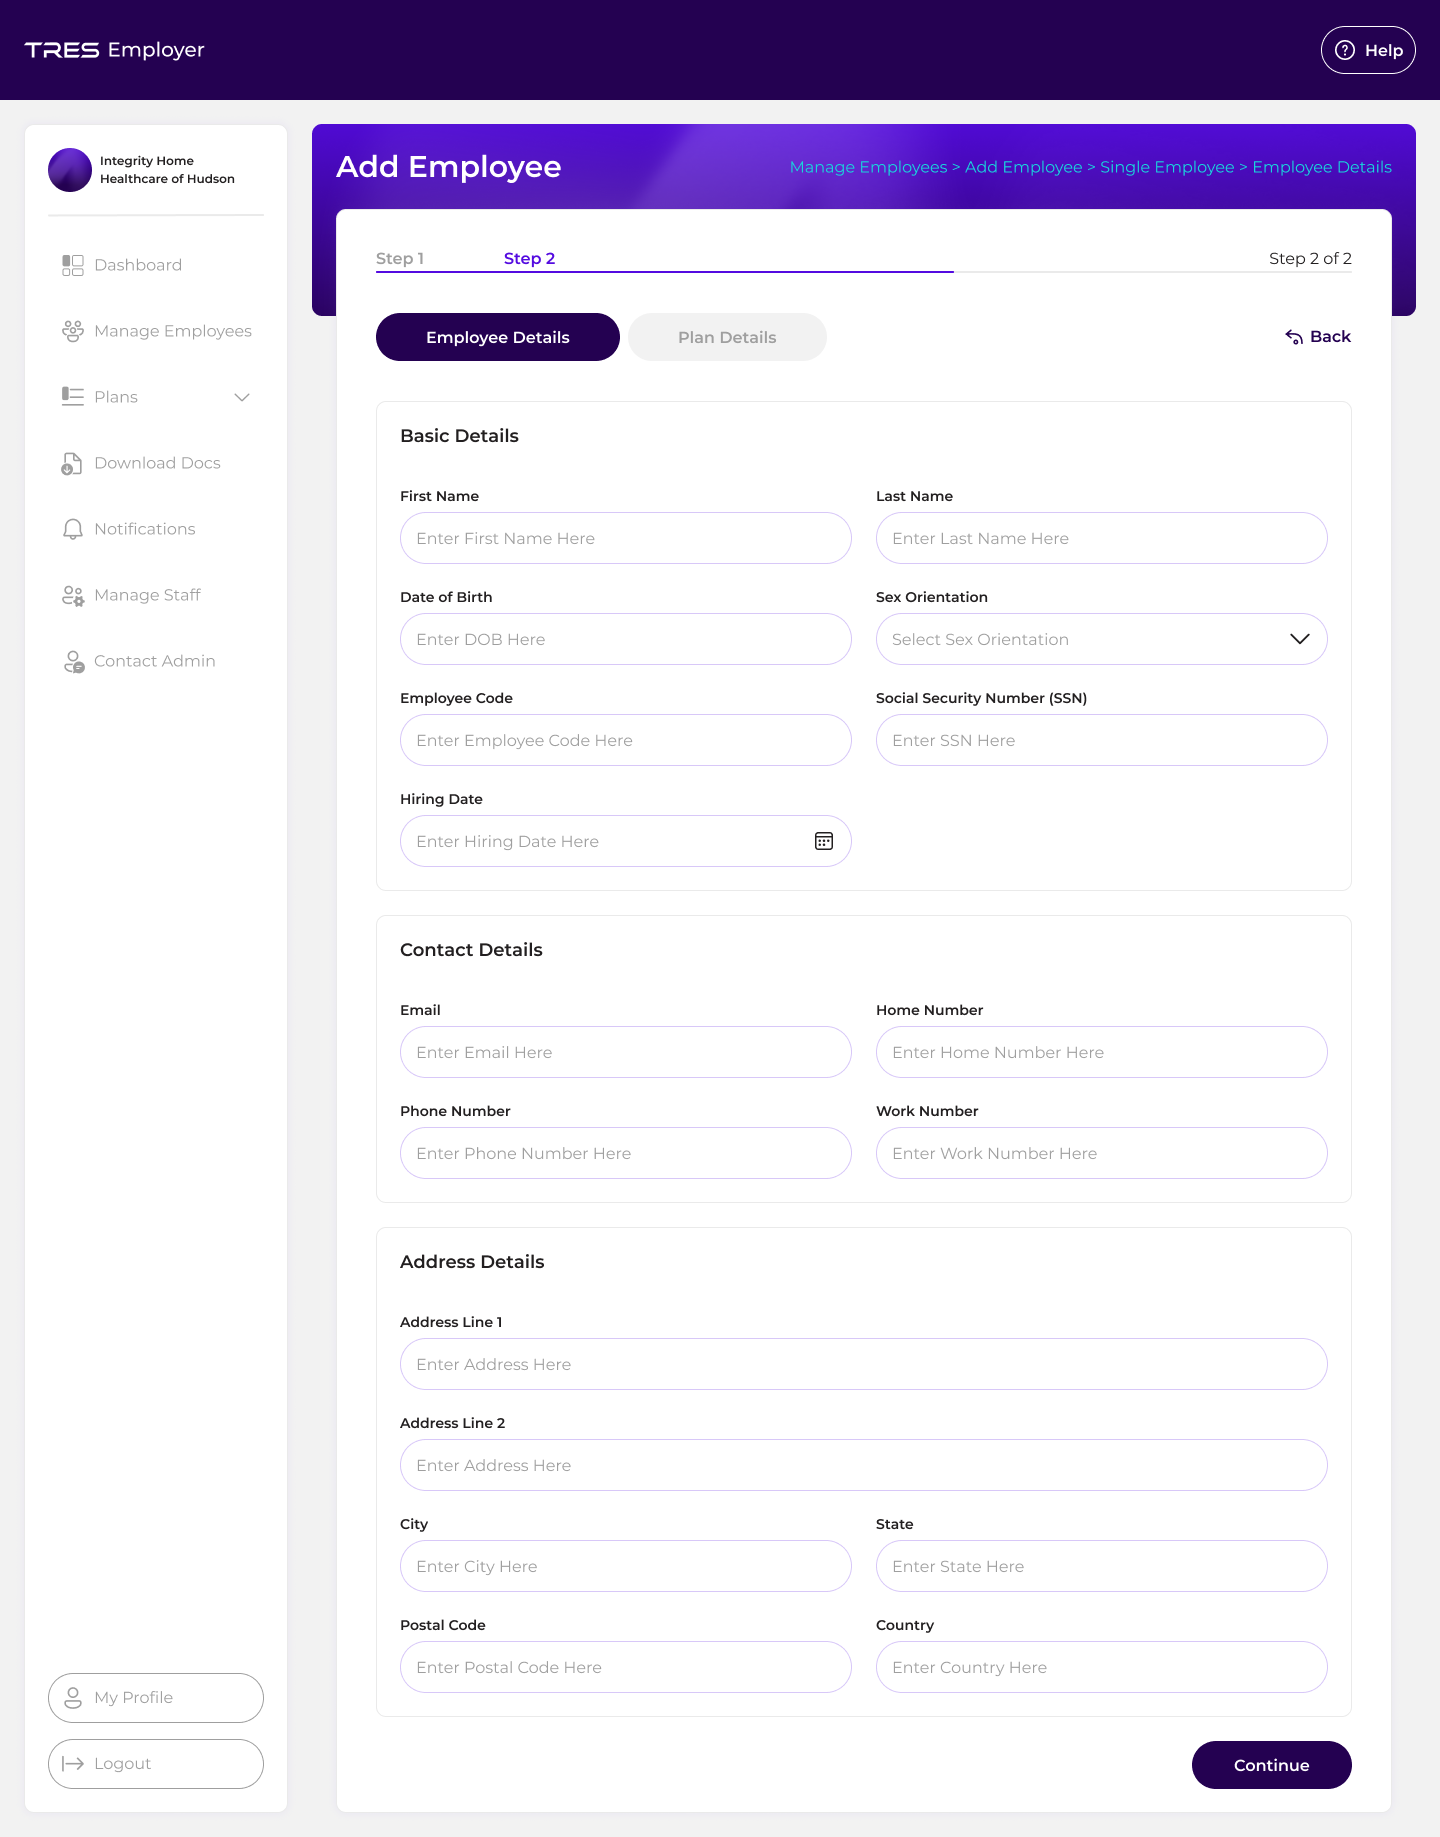 TRES Employer
Help
Integrity Home
Healthcare of Hudson
Dashboard
Manage Employees
Plans
Download Docs
Notifications
Manage Staff
Contact Admin
My Profile
Logout
Add Employee
Manage Employees > Add Employee > Single Employee > Employee Details
Step 1 Step 2 Step 2 of 2
Employee Details Plan Details Back
Basic Details
First Name Last Name
Enter First Name Here Enter Last Name Here
Date of Birth Sex Orientation
Enter DOB Here Select Sex Orientation
Employee Code Social Security Number (SSN)
Enter Employee Code Here Enter SSN Here
Hiring Date
Enter Hiring Date Here
Contact Details
Email Home Number
Enter Email Here Enter Home Number Here
Phone Number Work Number
Enter Phone Number Here Enter Work Number Here
Address Details
Address Line 1
Enter Address Here
Address Line 2
Enter Address Here
City State
Enter City Here Enter State Here
Postal Code Country
Enter Postal Code Here Enter Country Here
Continue